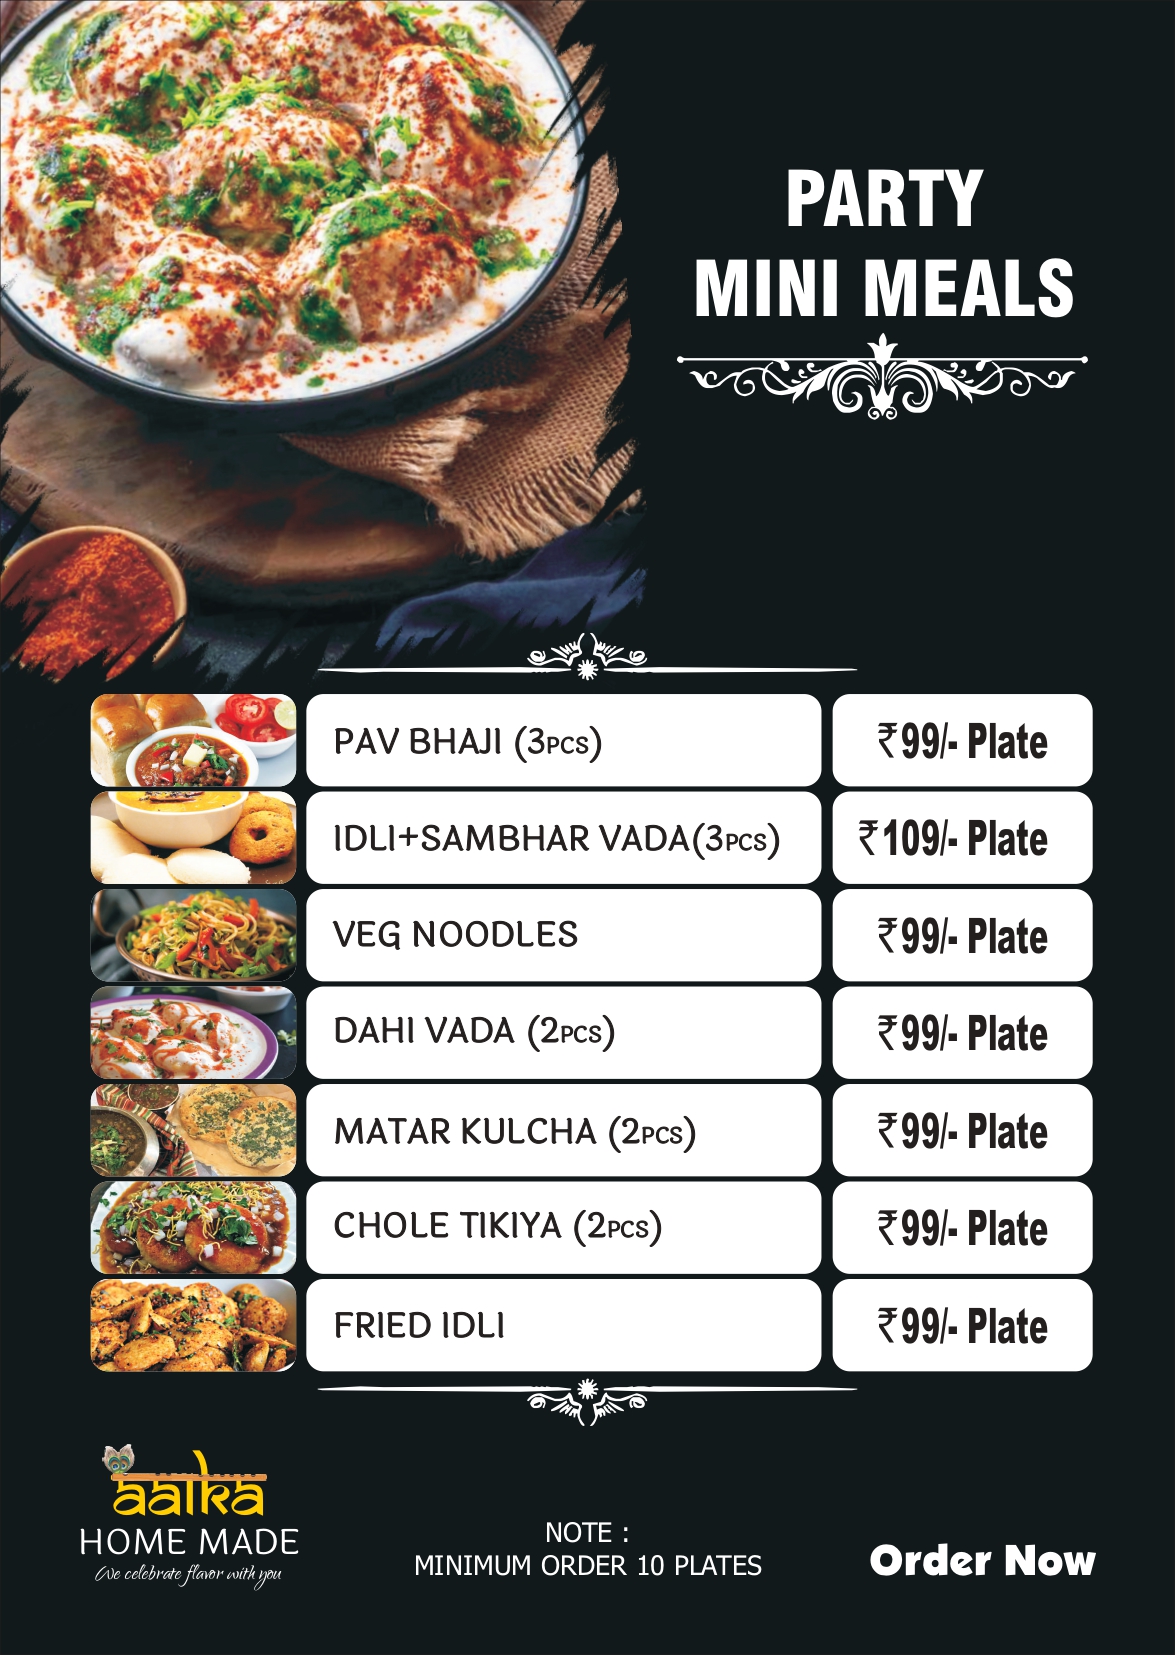 PARTY
MINI MEALS
PAV BHAJI (3PCS) ₹99/- Plate
IDLI+SAMBHAR VADA(3PCS) ₹109/- Plate
VEG NOODLES ₹99/- Plate
DAHI VADA (2PCS) ₹99/- Plate
MATAR KULCHA (2PCS) ₹99/- Plate
CHOLE TIKIYA (2PCS) ₹99/- Plate
FRIED IDLI ₹99/- Plate
aaika
HOME MADE
We celebrate flavor with you
NOTE :
MINIMUM ORDER 10 PLATES
Order Now